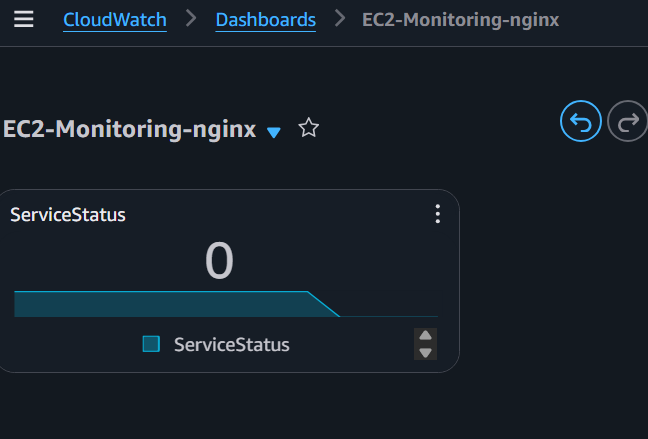 CloudWatch > Dashboards > EC2-Monitoring-nginx
EC2-Monitoring-nginx
ServiceStatus
0
ServiceStatus